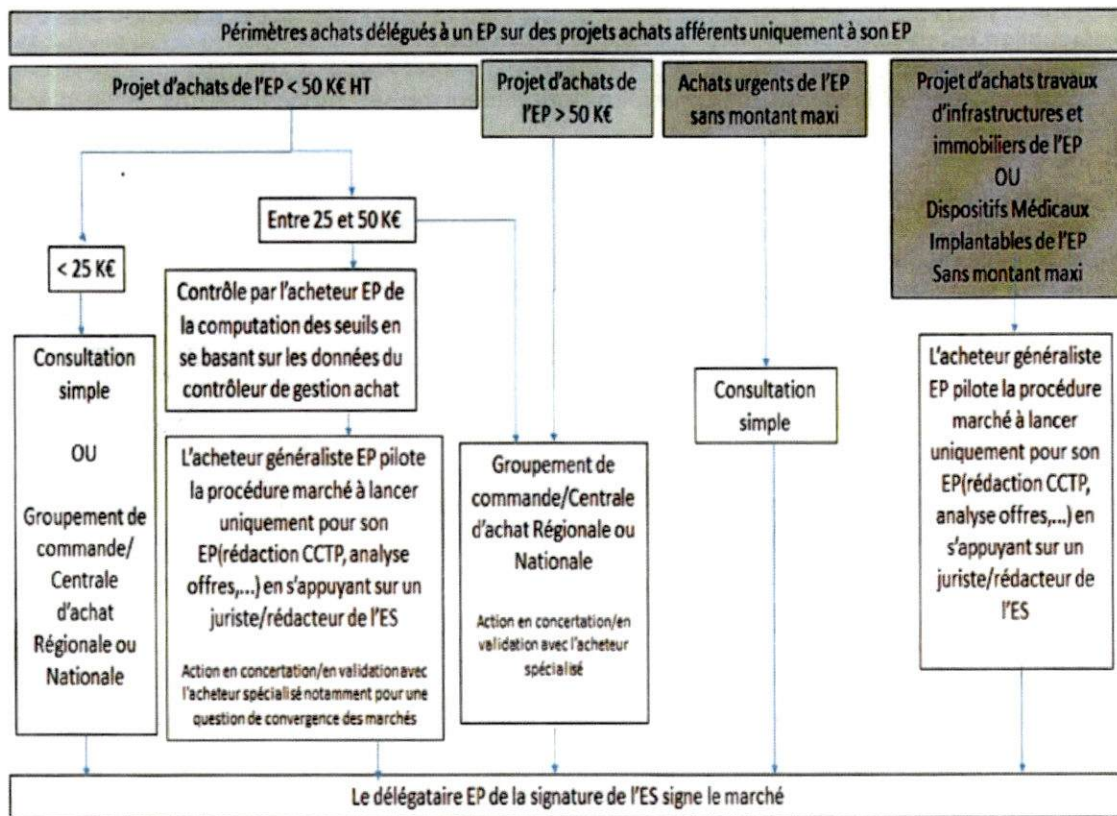 Périmètres achats délégués à un EP sur des projets achats afférents uniquement à son EP
Projet d'achats de l'EP < 50 K€ HT
Projet d'achats de
l'EP > 50 K€
Achats urgents de l'EP
sans montant maxi
Projet d'achats travaux
d'infrastructures et
immobiliers de l'EP
OU
Dispositifs Médicaux
Implantables de l'EP
Sans montant maxi
< 25 K€
Entre 25 et 50 K€
Consultation
simple
OU
Groupement de
commande/
Centrale
d'achat
Régionale ou
Nationale
Contrôle par l'acheteur EP de
la computation des seuils en
se basant sur les données du
contrôleur de gestion achat
L'acheteur généraliste EP pilote
la procédure marché à lancer
uniquement pour son
EP(rédaction CCTP, analyse
offres,...) en s'appuyant sur un
juriste/rédacteur de l'ES
Action en concertation/en validation avec
l'acheteur spécialisé notamment pour une
question de convergence des marchés
Groupement de
commande/Centrale
d'achat Régionale ou
Nationale
Action en concertation/en
validation avec l'acheteur
spécialisé
Consultation
simple
L'acheteur généraliste
EP pilote la procédure
marché à lancer
uniquement pour son
EP(rédaction CCTP,
analyse offres,...) en
s'appuyant sur un
juriste/rédacteur de
l'ES
Le délégataire EP de la signature de l'ES signe le marché